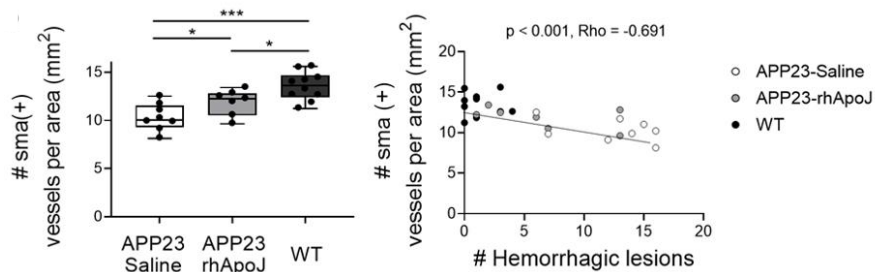 ***
*
*
# sma(+)
vessels per area (mm²)
15
10
5
0
APP23
Saline
APP23
rhApoJ
WT
p < 0.001, Rho = -0.691
# sma (+)
vessels per area (mm²)
20
15
10
5
0
0
5
10
15
20
# Hemorrhagic lesions
APP23-Saline
APP23-rhApoJ
WT